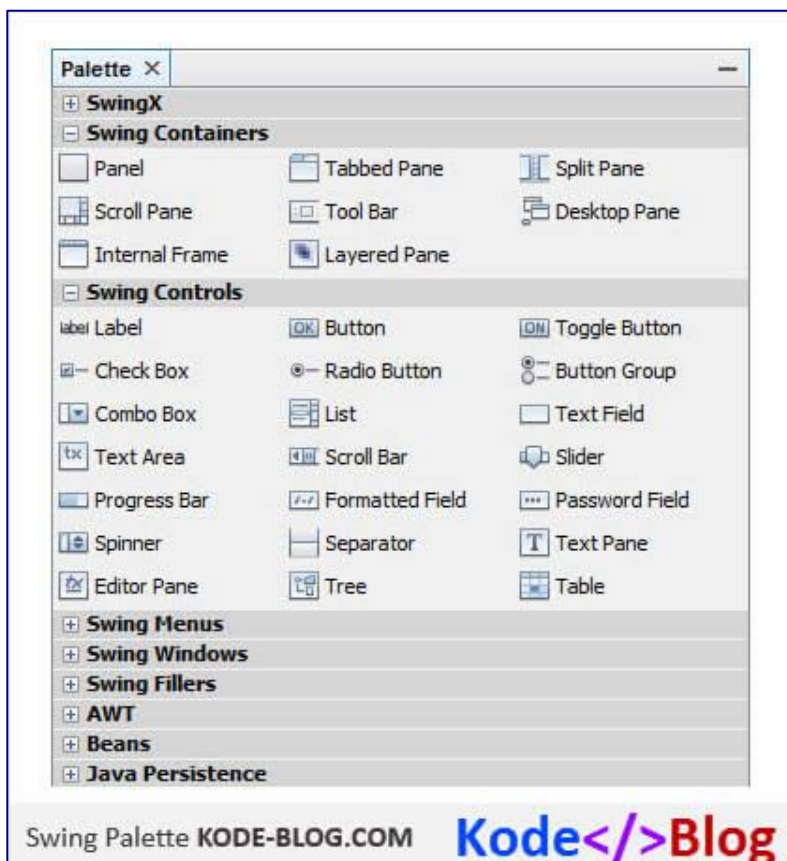 Palette
SwingX
Swing Containers
Panel Tabbed Pane Split Pane
Scroll Pane Tool Bar Desktop Pane
Internal Frame Layered Pane
Swing Controls
label Label OK Button ON Toggle Button
Check Box Radio Button Button Group
Combo Box List Text Field
tx Text Area Scroll Bar Slider
Progress Bar Formatted Field Password Field
Spinner Separator T Text Pane
Editor Pane Tree Table
Swing Menus
Swing Windows
Swing Fillers
AWT
Beans
Java Persistence
Swing Palette KODE-BLOG.COM Kode</>Blog